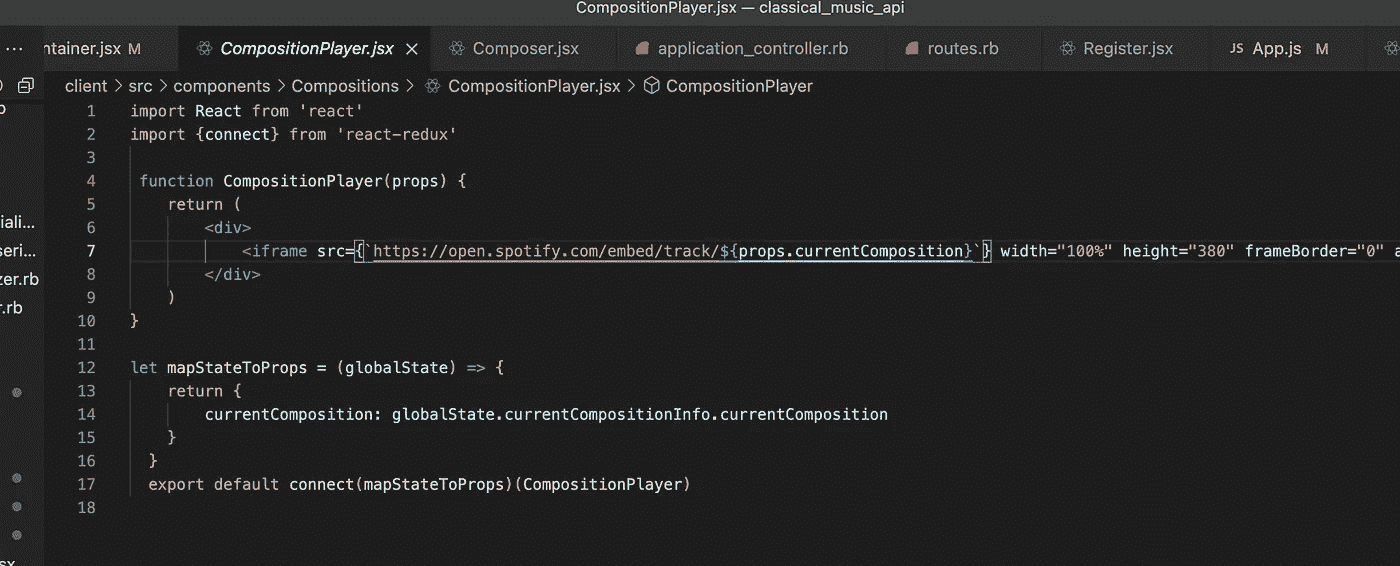 CompositionPlayer.jsx — classical_music_api
... ntainer.jsx M CompositionPlayer.jsx × Composer.jsx application_controller.rb routes.rb Register.jsx JS App.js M
client > src > components > Compositions > CompositionPlayer.jsx > CompositionPlayer
1 import React from 'react'
2 import {connect} from 'react-redux'
3
4 function CompositionPlayer(props) {
5 return (
6 <div>
7 <iframe src={`https://open.spotify.com/embed/track/${props.currentComposition}`} width="100%" height="380" frameBorder="0" a
8 </div>
9 )
10 }
11
12 let mapStateToProps = (globalState) => {
13 return {
14 currentComposition: globalState.currentCompositionInfo.currentComposition
15 }
16 }
17 export default connect(mapStateToProps)(CompositionPlayer)
18
iali...
seri...
zer.rb
r.rb
sx